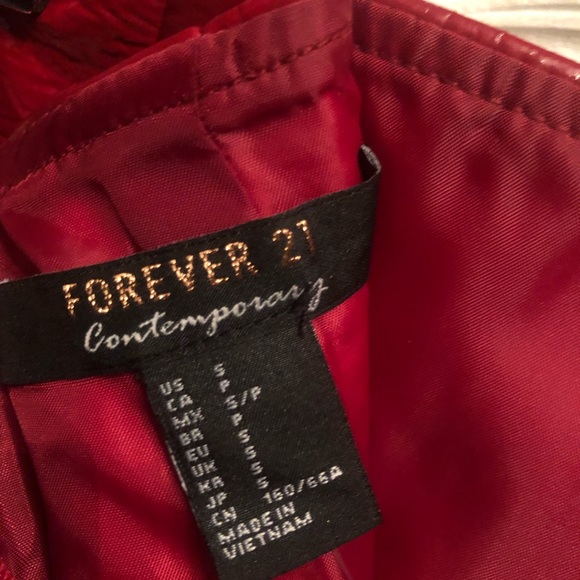 FOREVER 21
Contemporary
US S
CA P
MX S/P
BR P
EU S
UK S
KR S
JP S
CN 160/66A
MADE IN
VIETNAM